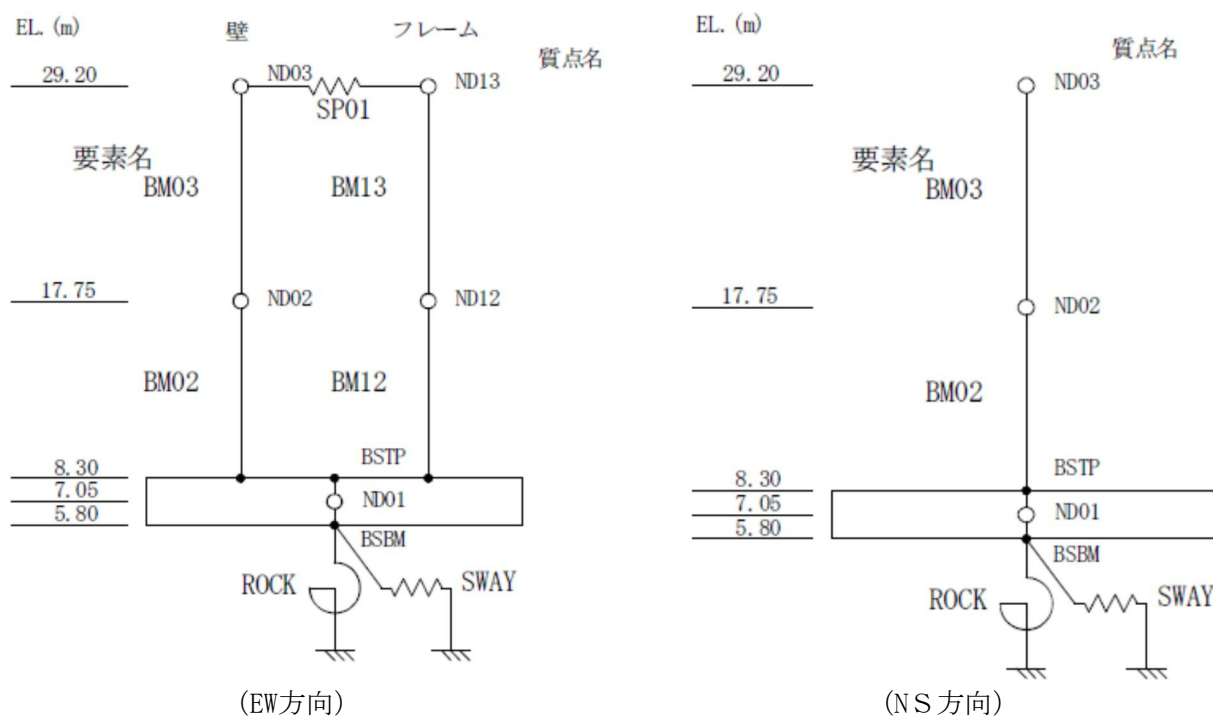 EL. (m)
壁
フレーム
質点名
29.20
ND03
ND13
SP01
要素名
BM03
BM13
17.75
ND02
ND12
BM02
BM12
BSTP
8.30
7.05
ND01
5.80
BSBM
ROCK
SWAY
(EW方向)
EL. (m)
質点名
29.20
ND03
要素名
BM03
17.75
ND02
BM02
BSTP
8.30
7.05
ND01
5.80
BSBM
ROCK
SWAY
(NS方向)